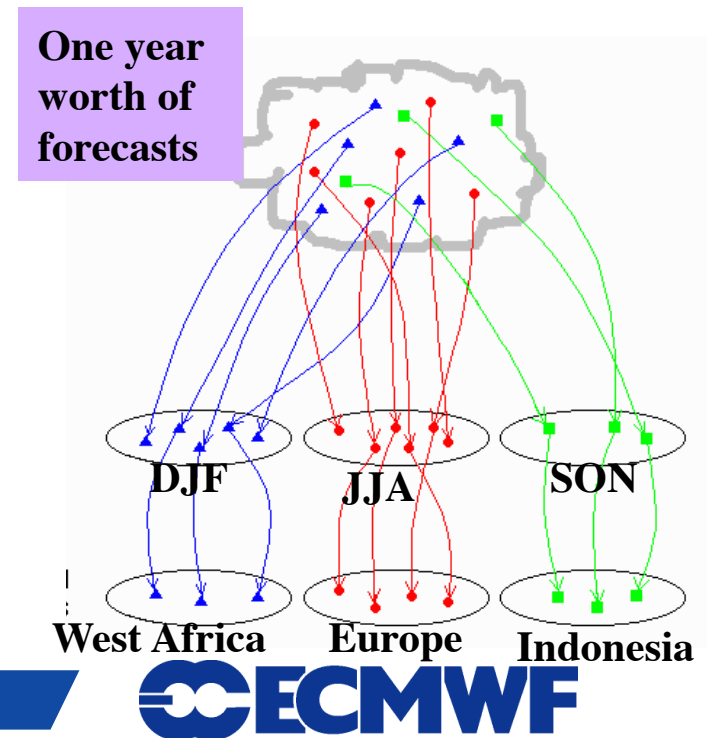 One year
worth of
forecasts
DJF
JJA
SON
West Africa
Europe
Indonesia
ECMWF